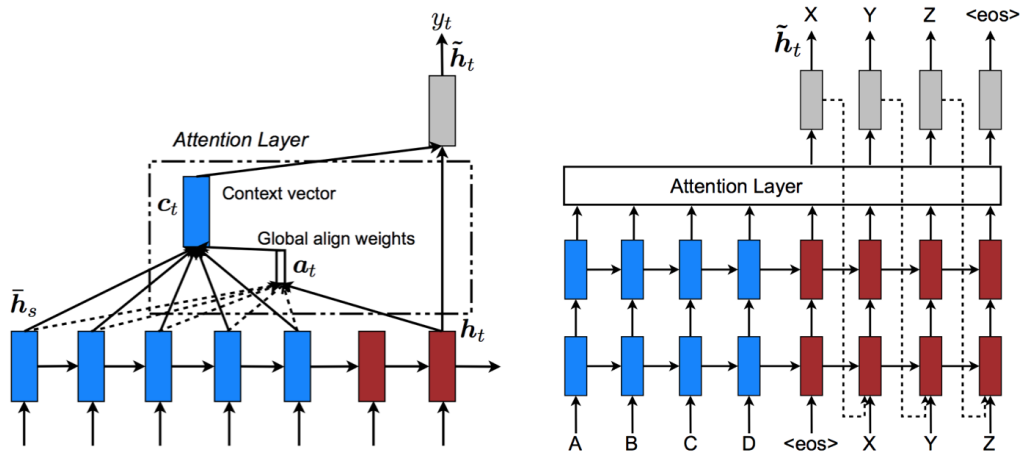 y_t
h̃_t
Attention Layer
c_t
Context vector
Global align weights
a_t
h̄_s
h_t
X Y Z <eos>
h̃_t
Attention Layer
A B C D <eos> X Y Z